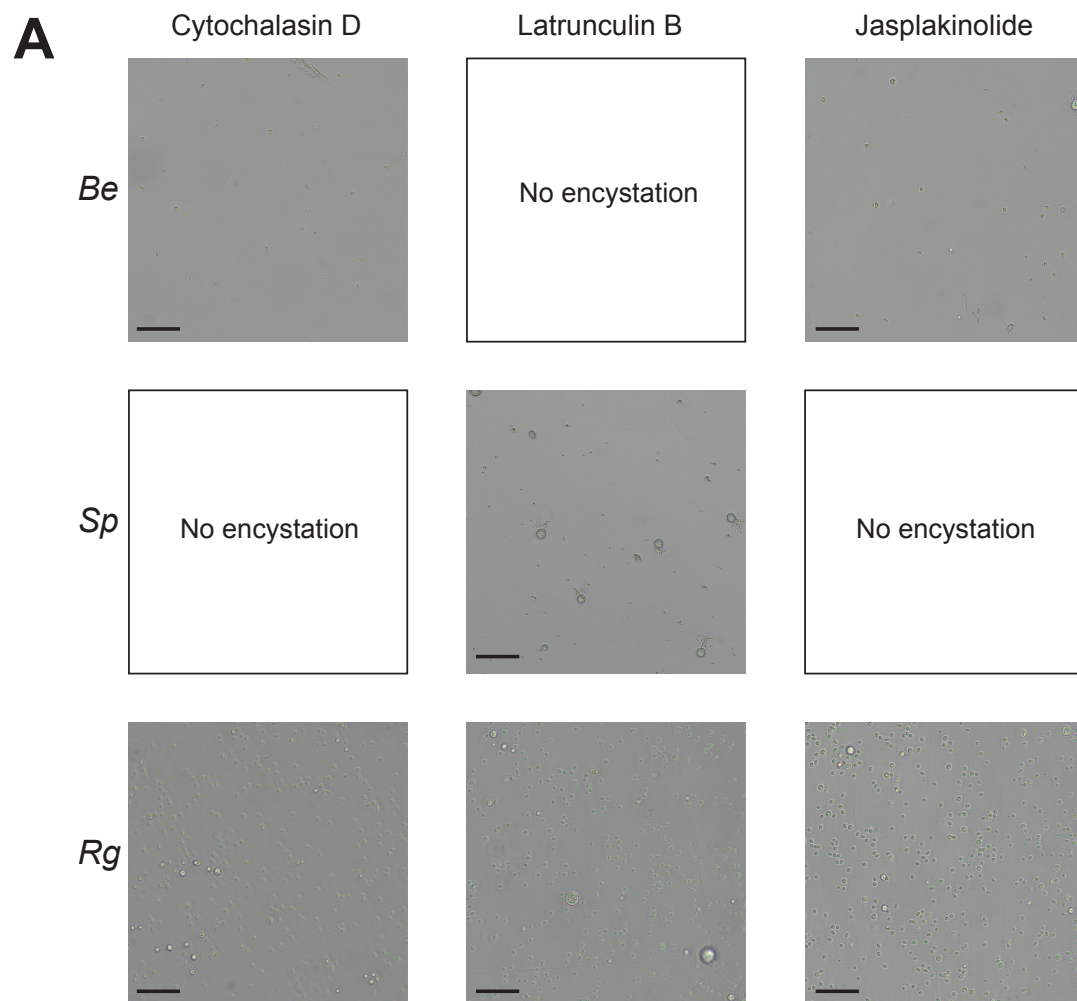 A
Cytochalasin D
Latrunculin B
Jasplakinolide
Be
No encystation
Sp
No encystation
No encystation
Rg